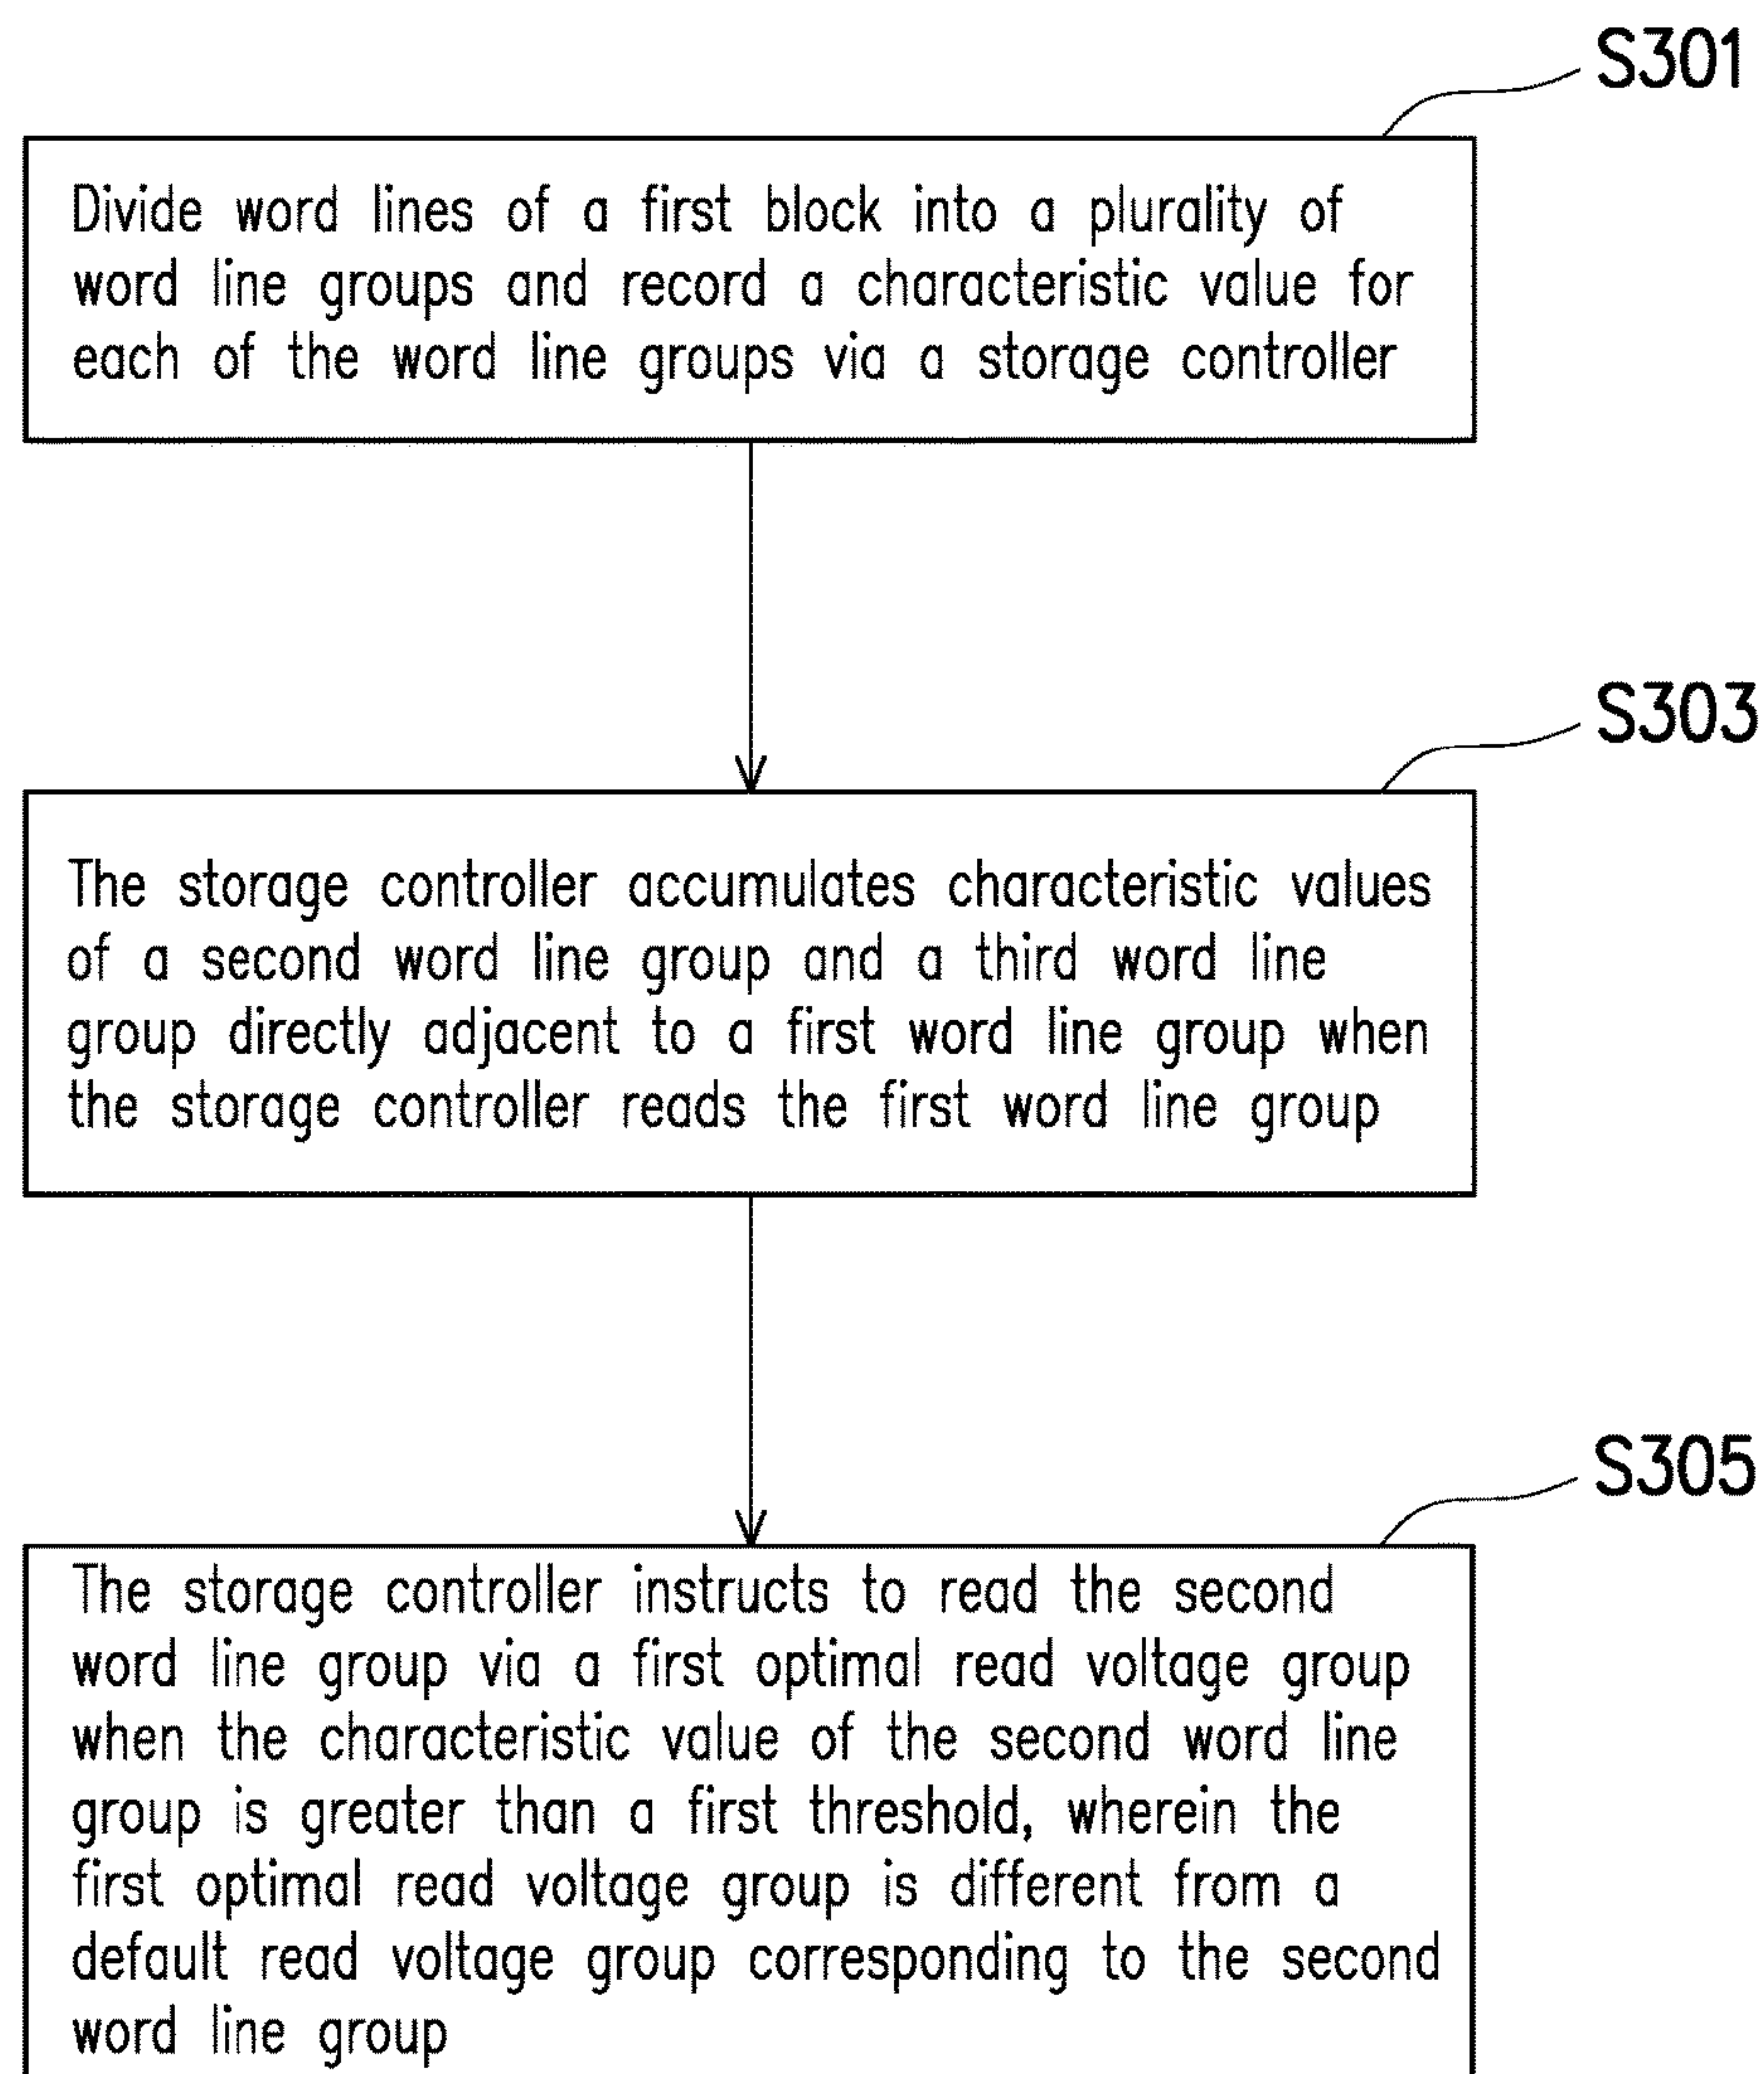 S301
Divide word lines of a first block into a plurality of
word line groups and record a characteristic value for
each of the word line groups via a storage controller
S303
The storage controller accumulates characteristic values
of a second word line group and a third word line
group directly adjacent to a first word line group when
the storage controller reads the first word line group
S305
The storage controller instructs to read the second
word line group via a first optimal read voltage group
when the characteristic value of the second word line
group is greater than a first threshold, wherein the
first optimal read voltage group is different from a
default read voltage group corresponding to the second
word line group